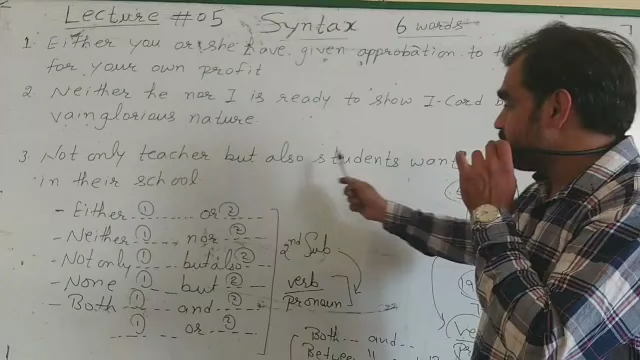 Lecture #05 Syntax 6 words
1. Either you or she have given approbation to th
for your own profit
2 Neither he nor I is ready to show I-Card
vainglorious nature.
3 Not only teacher but also students want
in their school
- Either ① ...... or ② ....
- Neither ① ...... nor ② ....
- Not only ① ... but also ② ....
- None ① ... but ② ....
- Both ① ... and ② ....
① ...... or ② ....
2nd Sub
verb
pronoun
Both... and ...
Between " "